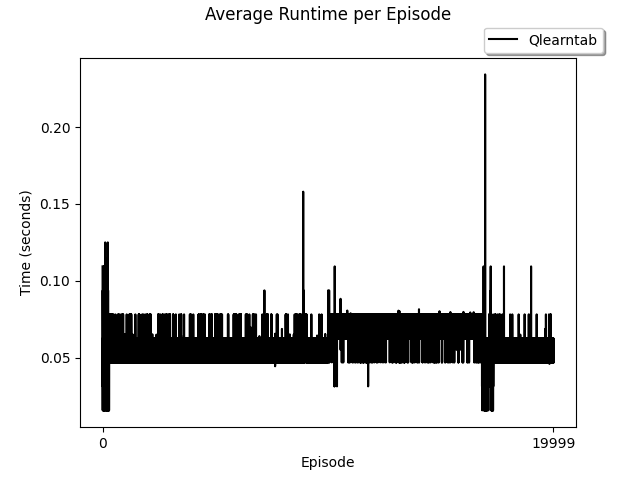 Average Runtime per Episode
Qlearntab
0.20
0.15
0.10
0.05
Time (seconds)
0 19999
Episode